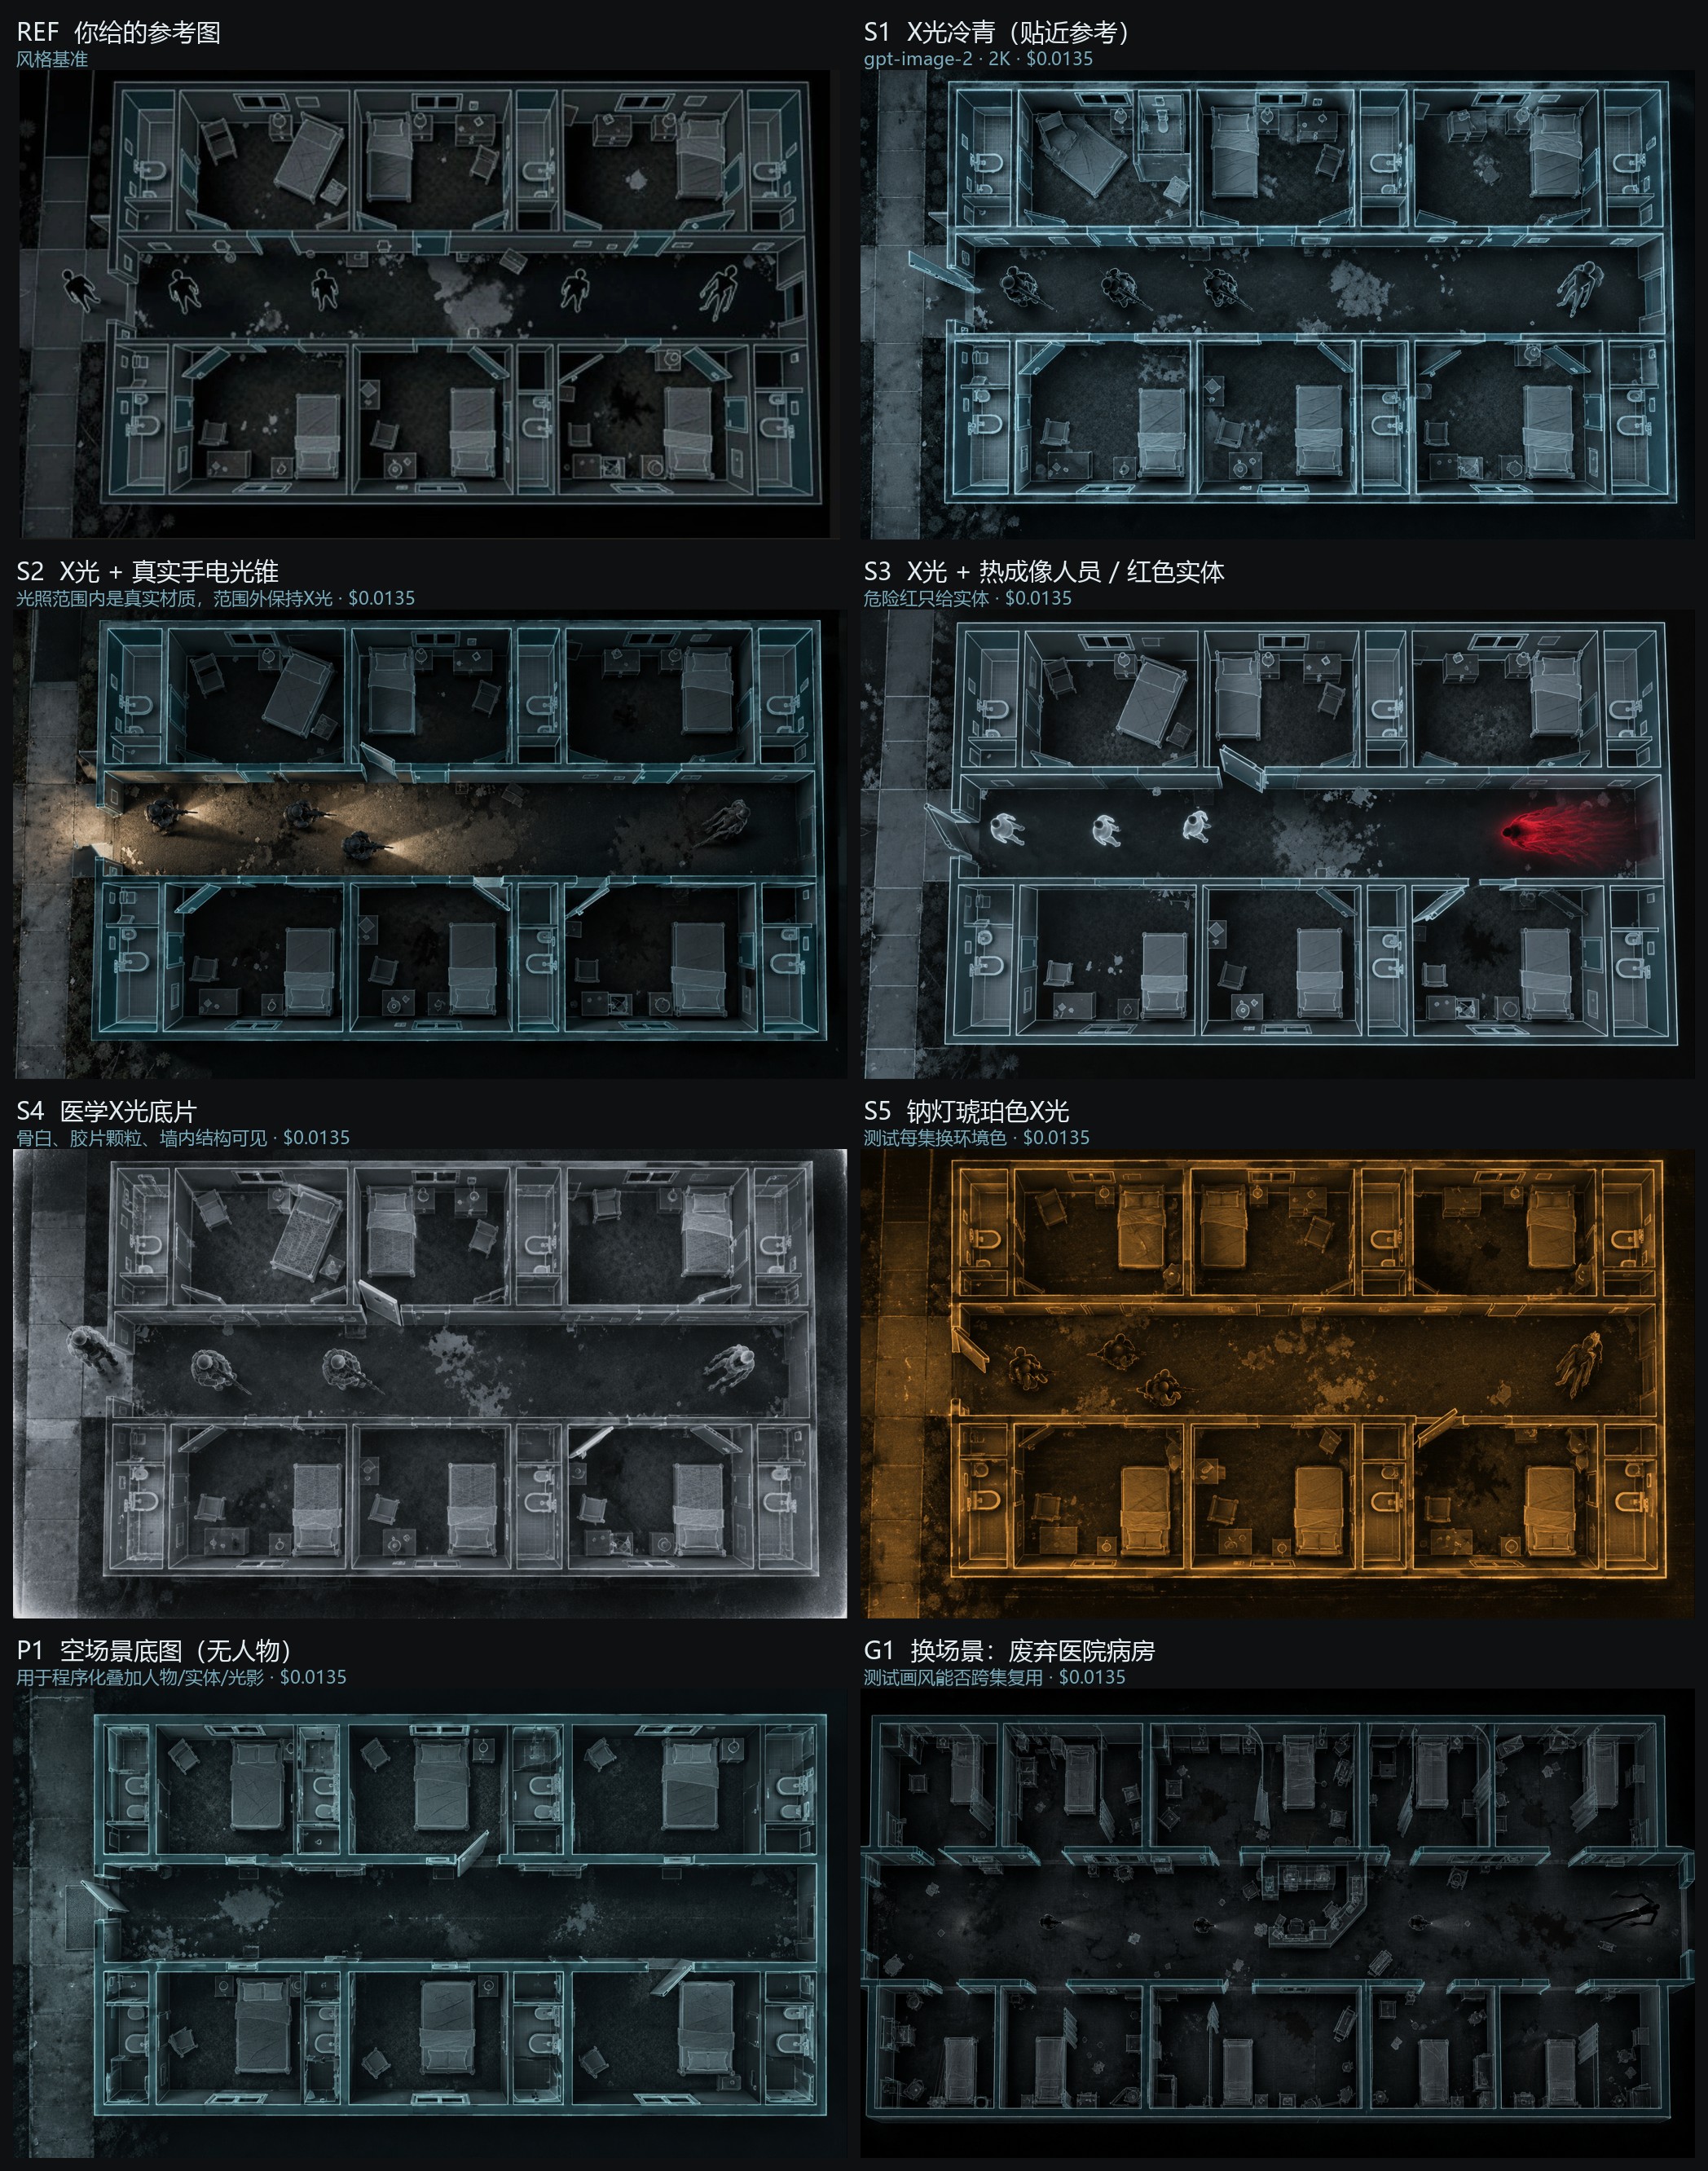 REF 你给的参考图
风格基准
S1 X光冷青（贴近参考）
gpt-image-2 · 2K · $0.0135
S2 X光 + 真实手电光锥
光照范围内是真实材质，范围外保持X光 · $0.0135
S3 X光 + 热成像人员 / 红色实体
危险红只给实体 · $0.0135
S4 医学X光底片
骨白、胶片颗粒、墙内结构可见 · $0.0135
S5 钠灯琥珀色X光
测试每集换环境色 · $0.0135
P1 空场景底图（无人物）
用于程序化叠加人物/实体/光影 · $0.0135
G1 换场景：废弃医院病房
测试画风能否跨集复用 · $0.0135